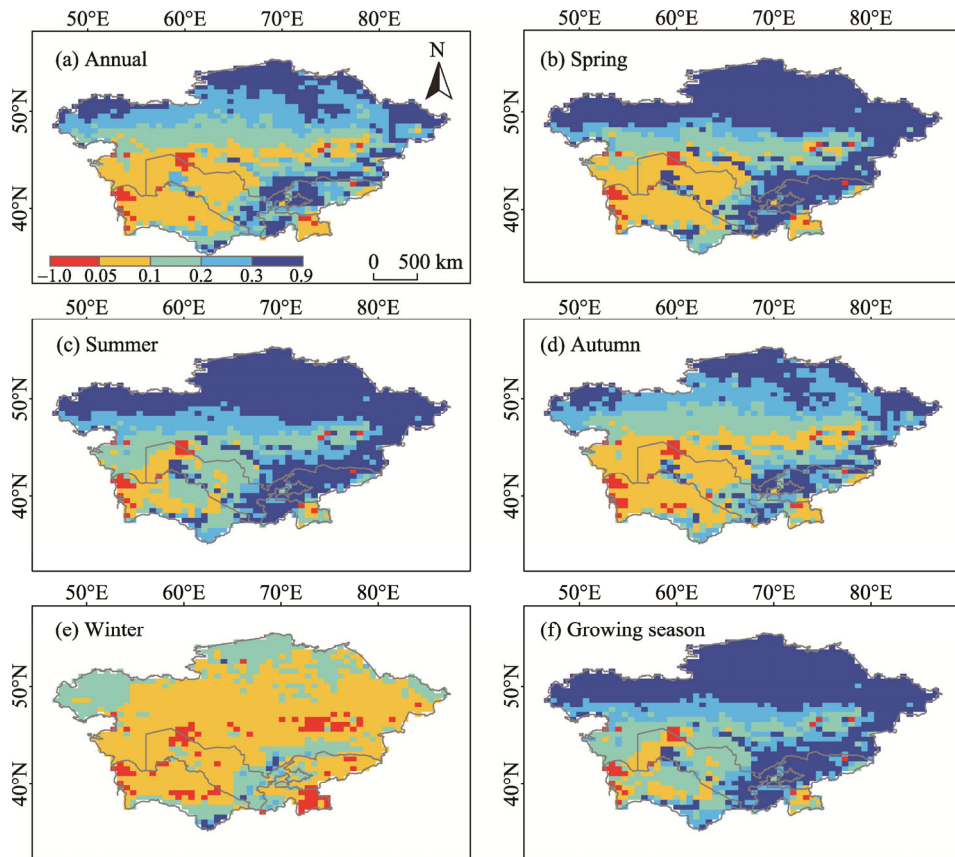 50°E 60°E 70°E 80°E 50°E 60°E 70°E 80°E
(a) Annual
N
(b) Spring
50°N
40°N
50°N
40°N
−1.0 0.05 0.1 0.2 0.3 0.9
0 500 km
50°E 60°E 70°E 80°E 50°E 60°E 70°E 80°E
(c) Summer
(d) Autumn
50°N
40°N
50°N
40°N
50°E 60°E 70°E 80°E 50°E 60°E 70°E 80°E
(e) Winter
(f) Growing season
50°N
40°N
50°N
40°N